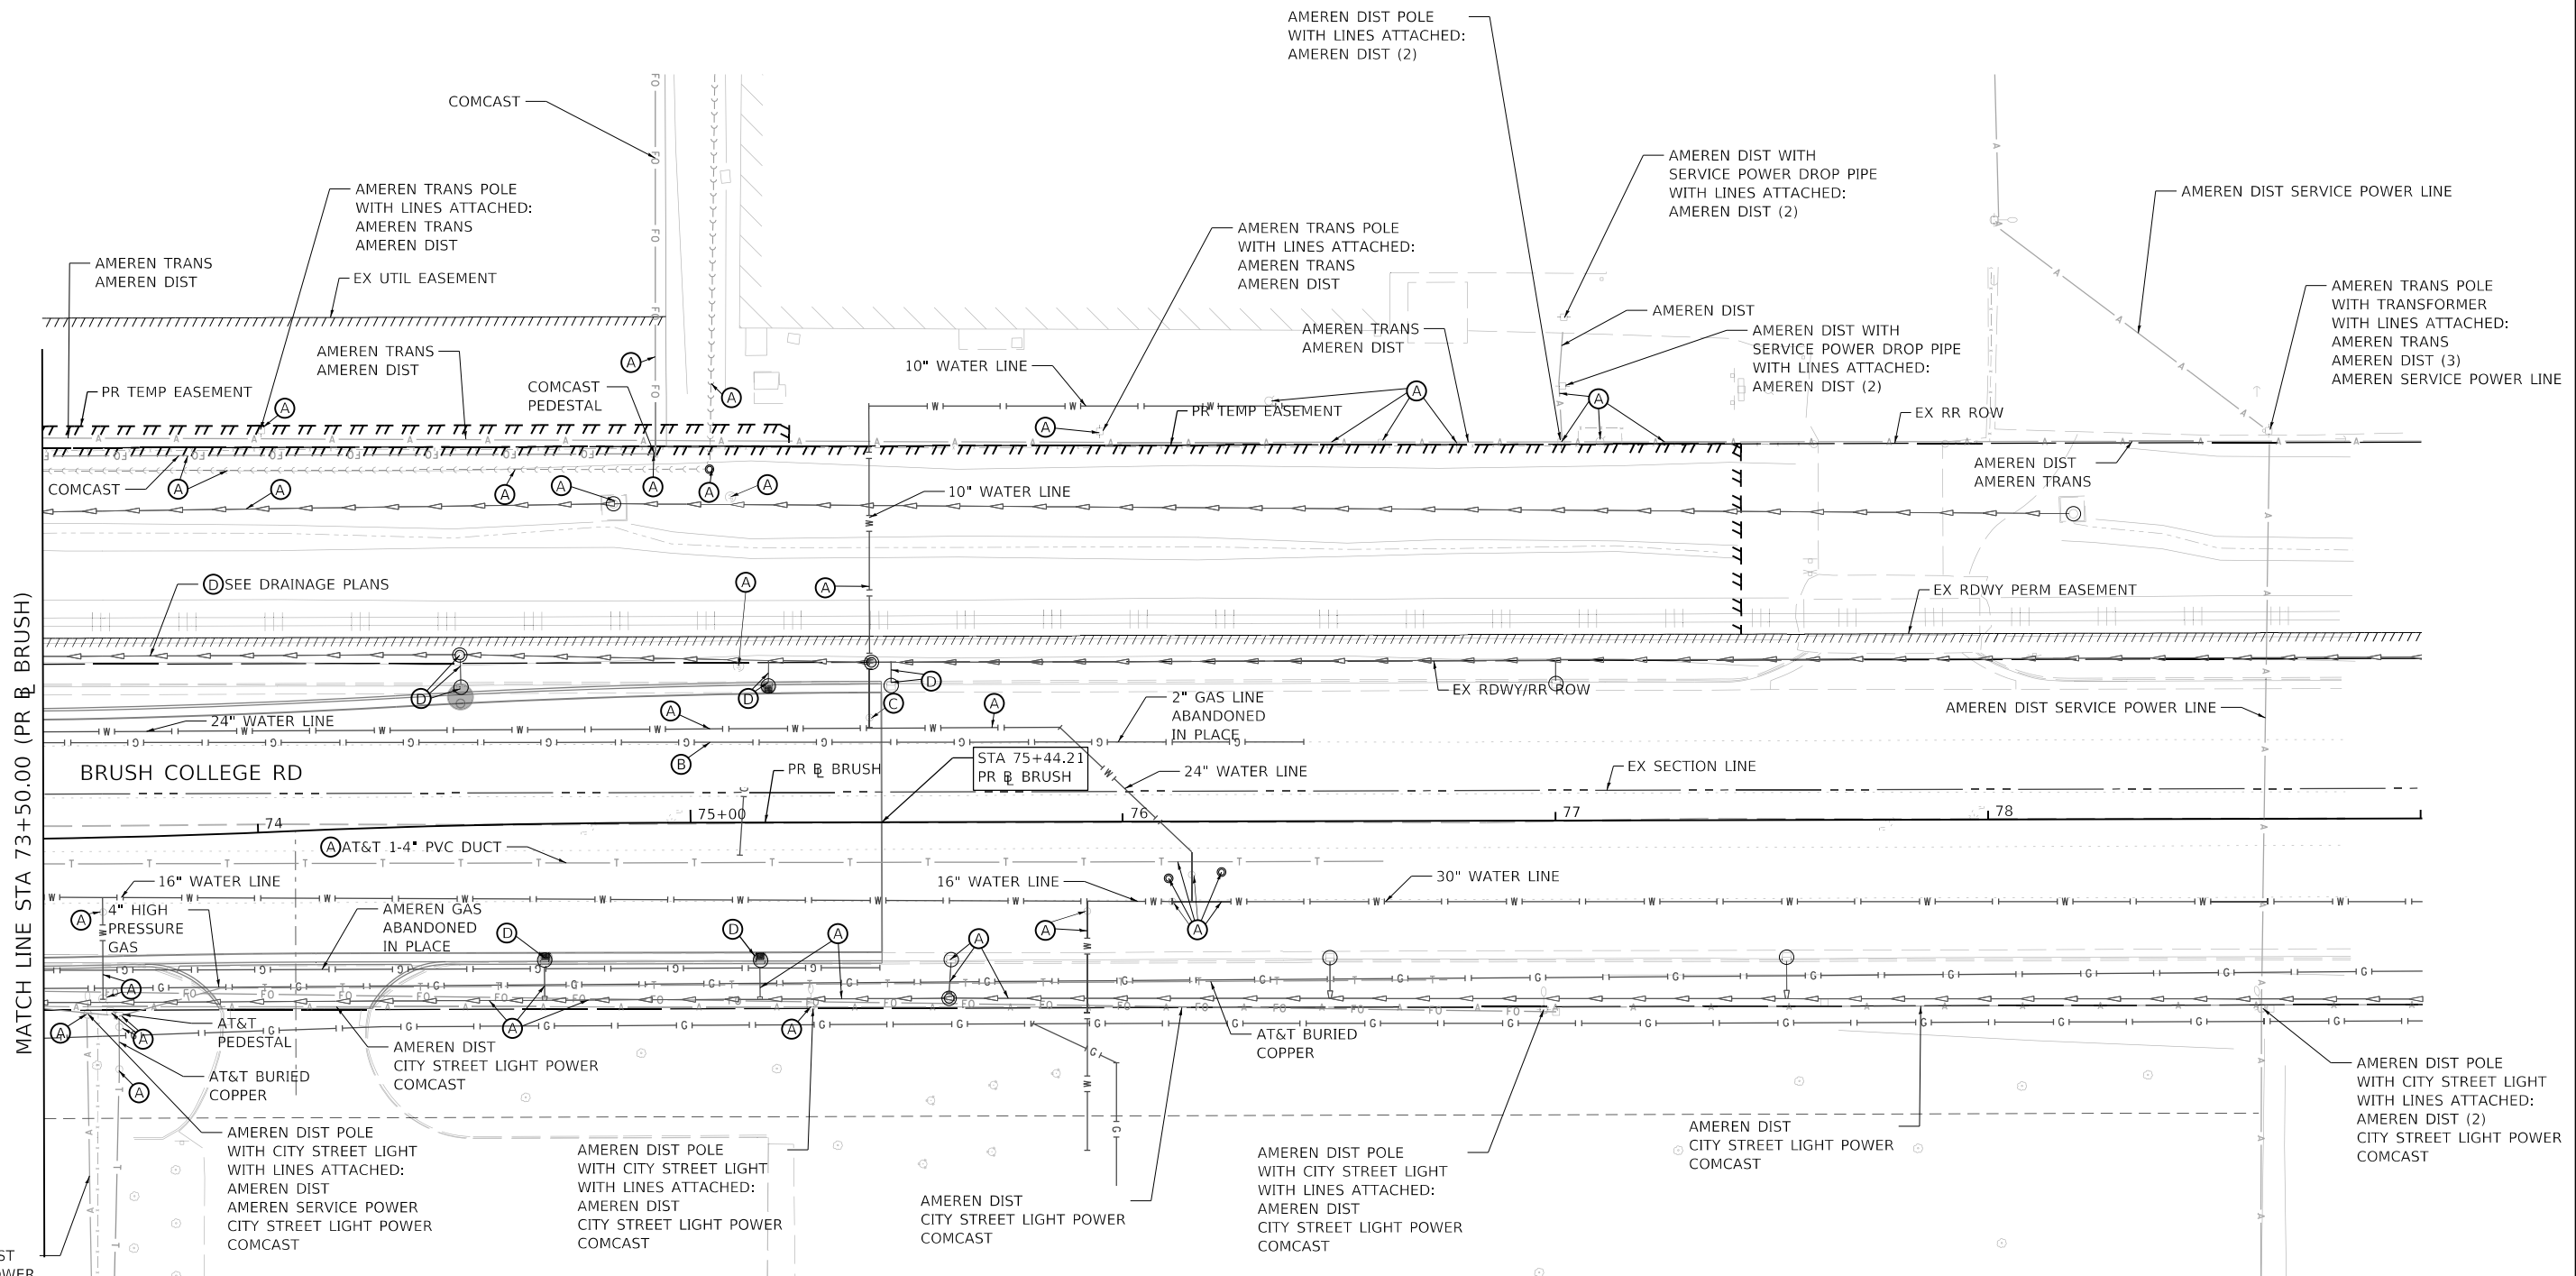 AMEREN DIST POLE
WITH LINES ATTACHED:
AMEREN DIST (2)
COMCAST
AMEREN DIST WITH
SERVICE POWER DROP PIPE
WITH LINES ATTACHED:
AMEREN DIST (2)
AMEREN TRANS POLE
WITH LINES ATTACHED:
AMEREN TRANS
AMEREN DIST
AMEREN DIST SERVICE POWER LINE
AMEREN TRANS POLE
WITH LINES ATTACHED:
AMEREN TRANS
AMEREN DIST
AMEREN TRANS
AMEREN DIST
EX UTIL EASEMENT
AMEREN TRANS POLE
WITH TRANSFORMER
WITH LINES ATTACHED:
AMEREN TRANS
AMEREN DIST (3)
AMEREN SERVICE POWER LINE
AMEREN DIST
AMEREN TRANS
AMEREN DIST
AMEREN DIST WITH
SERVICE POWER DROP PIPE
WITH LINES ATTACHED:
AMEREN DIST (2)
AMEREN TRANS
AMEREN DIST
10" WATER LINE
COMCAST
PEDESTAL
PR TEMP EASEMENT
PR TEMP EASEMENT
EX RR ROW
AMEREN DIST
AMEREN TRANS
COMCAST
10" WATER LINE
D SEE DRAINAGE PLANS
EX RDWY PERM EASEMENT
EX RDWY/RR ROW
2" GAS LINE
ABANDONED
IN PLACE
AMEREN DIST SERVICE POWER LINE
24" WATER LINE
BRUSH COLLEGE RD
PR BL BRUSH
STA 75+44.21
PR BL BRUSH
24" WATER LINE
EX SECTION LINE
74
75+00
76
77
78
MATCH LINE STA 73+50.00 (PR BL BRUSH)
A AT&T 1-4" PVC DUCT
16" WATER LINE
16" WATER LINE
30" WATER LINE
4" HIGH
PRESSURE
GAS
AMEREN GAS
ABANDONED
IN PLACE
AT&T
PEDESTAL
AT&T BURIED
COPPER
AMEREN DIST
CITY STREET LIGHT POWER
COMCAST
AT&T BURIED
COPPER
AMEREN DIST POLE
WITH CITY STREET LIGHT
WITH LINES ATTACHED:
AMEREN DIST (2)
CITY STREET LIGHT POWER
COMCAST
AMEREN DIST POLE
WITH CITY STREET LIGHT
WITH LINES ATTACHED:
AMEREN DIST
AMEREN SERVICE POWER
CITY STREET LIGHT POWER
COMCAST
AMEREN DIST POLE
WITH CITY STREET LIGHT
WITH LINES ATTACHED:
AMEREN DIST
CITY STREET LIGHT POWER
COMCAST
AMEREN DIST
CITY STREET LIGHT POWER
COMCAST
AMEREN DIST POLE
WITH CITY STREET LIGHT
WITH LINES ATTACHED:
AMEREN DIST
CITY STREET LIGHT POWER
COMCAST
AMEREN DIST
CITY STREET LIGHT POWER
COMCAST